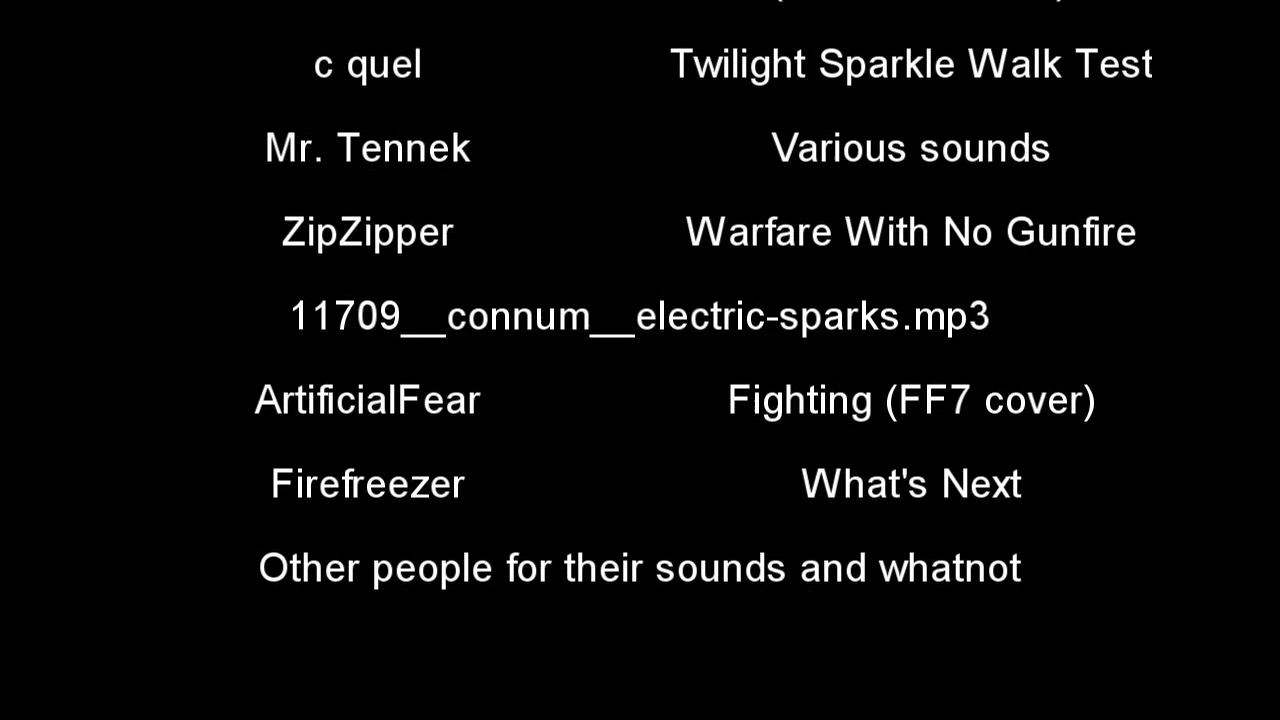 c quel Twilight Sparkle Walk Test
Mr. Tennek Various sounds
ZipZipper Warfare With No Gunfire
11709__connum__electric-sparks.mp3
ArtificialFear Fighting (FF7 cover)
Firefreezer What's Next
Other people for their sounds and whatnot